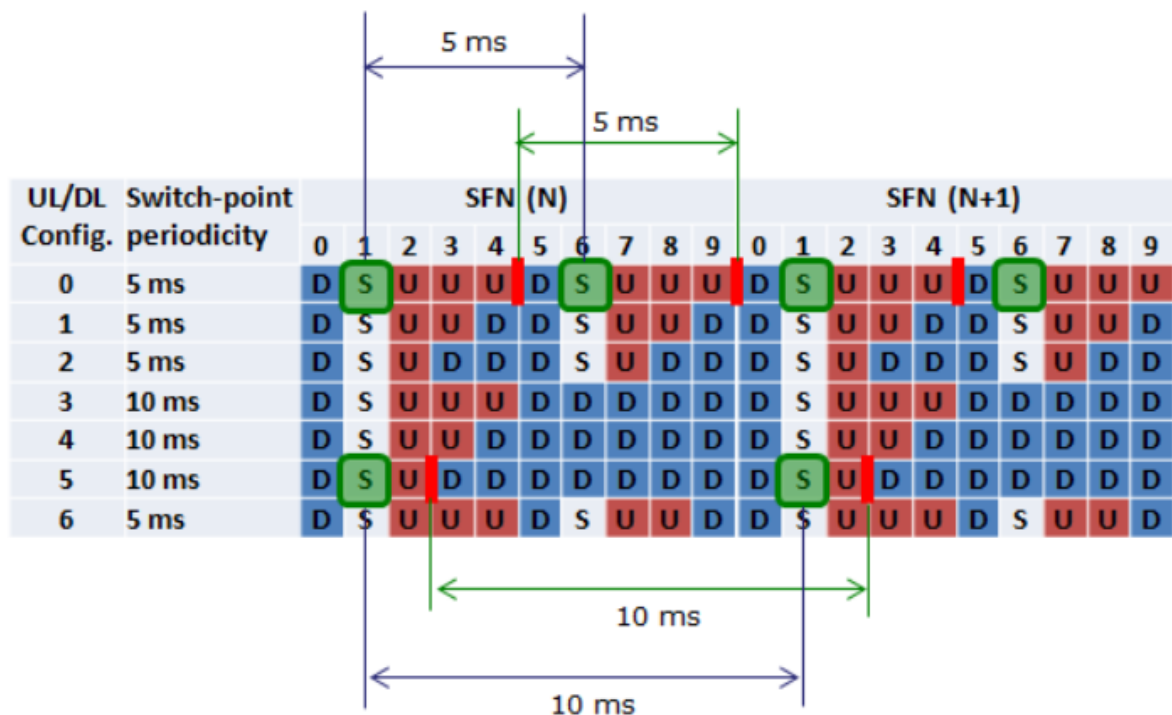 5 ms
5 ms
UL/DL Config. Switch-point periodicity SFN (N) SFN (N+1)
0 1 2 3 4 5 6 7 8 9 0 1 2 3 4 5 6 7 8 9
0 5 ms D S U U U D S U U U D S U U U D S U U U
1 5 ms D S U U D D S U U D D S U U D D S U U D
2 5 ms D S U D D D S U D D D S U D D D S U D D
3 10 ms D S U U U D D D D D D S U U U D D D D D
4 10 ms D S U U D D D D D D D S U U D D D D D D
5 10 ms D S U D D D D D D D D S U D D D D D D D
6 5 ms D S U U U D S U U D D S U U U D S U U D
10 ms
10 ms